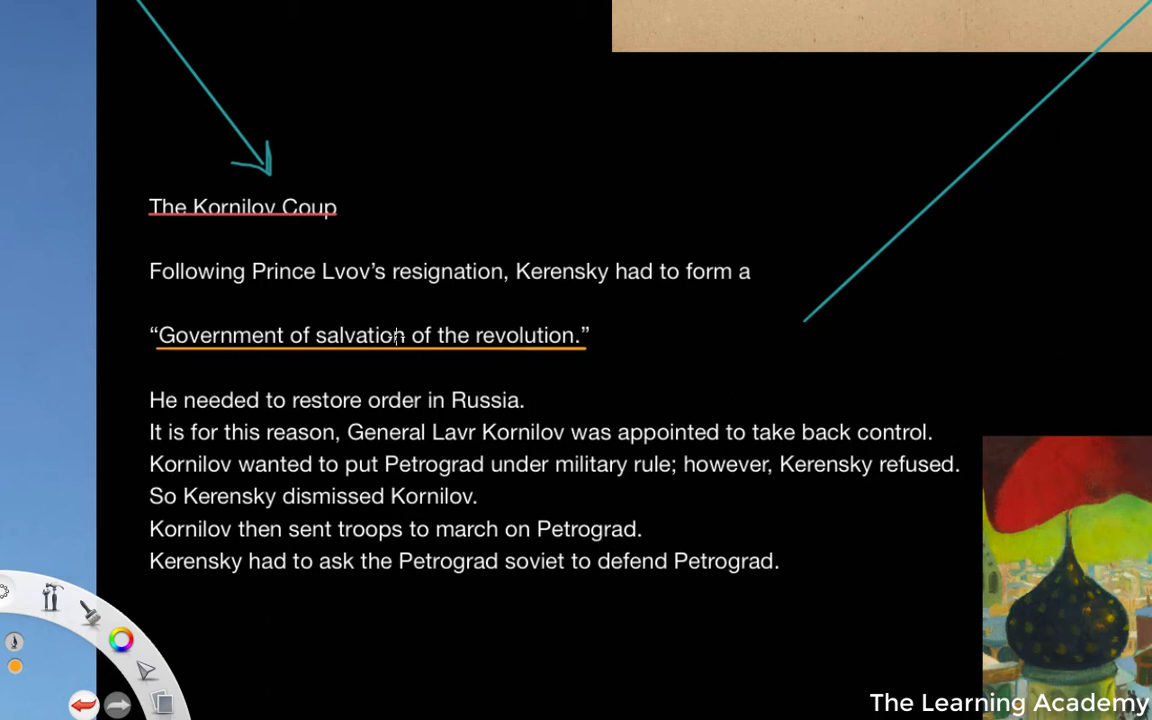 The Kornilov Coup
Following Prince Lvov’s resignation, Kerensky had to form a
“Government of salvation of the revolution.”
He needed to restore order in Russia.
It is for this reason, General Lavr Kornilov was appointed to take back control.
Kornilov wanted to put Petrograd under military rule; however, Kerensky refused.
So Kerensky dismissed Kornilov.
Kornilov then sent troops to march on Petrograd.
Kerensky had to ask the Petrograd soviet to defend Petrograd.
The Learning Academy